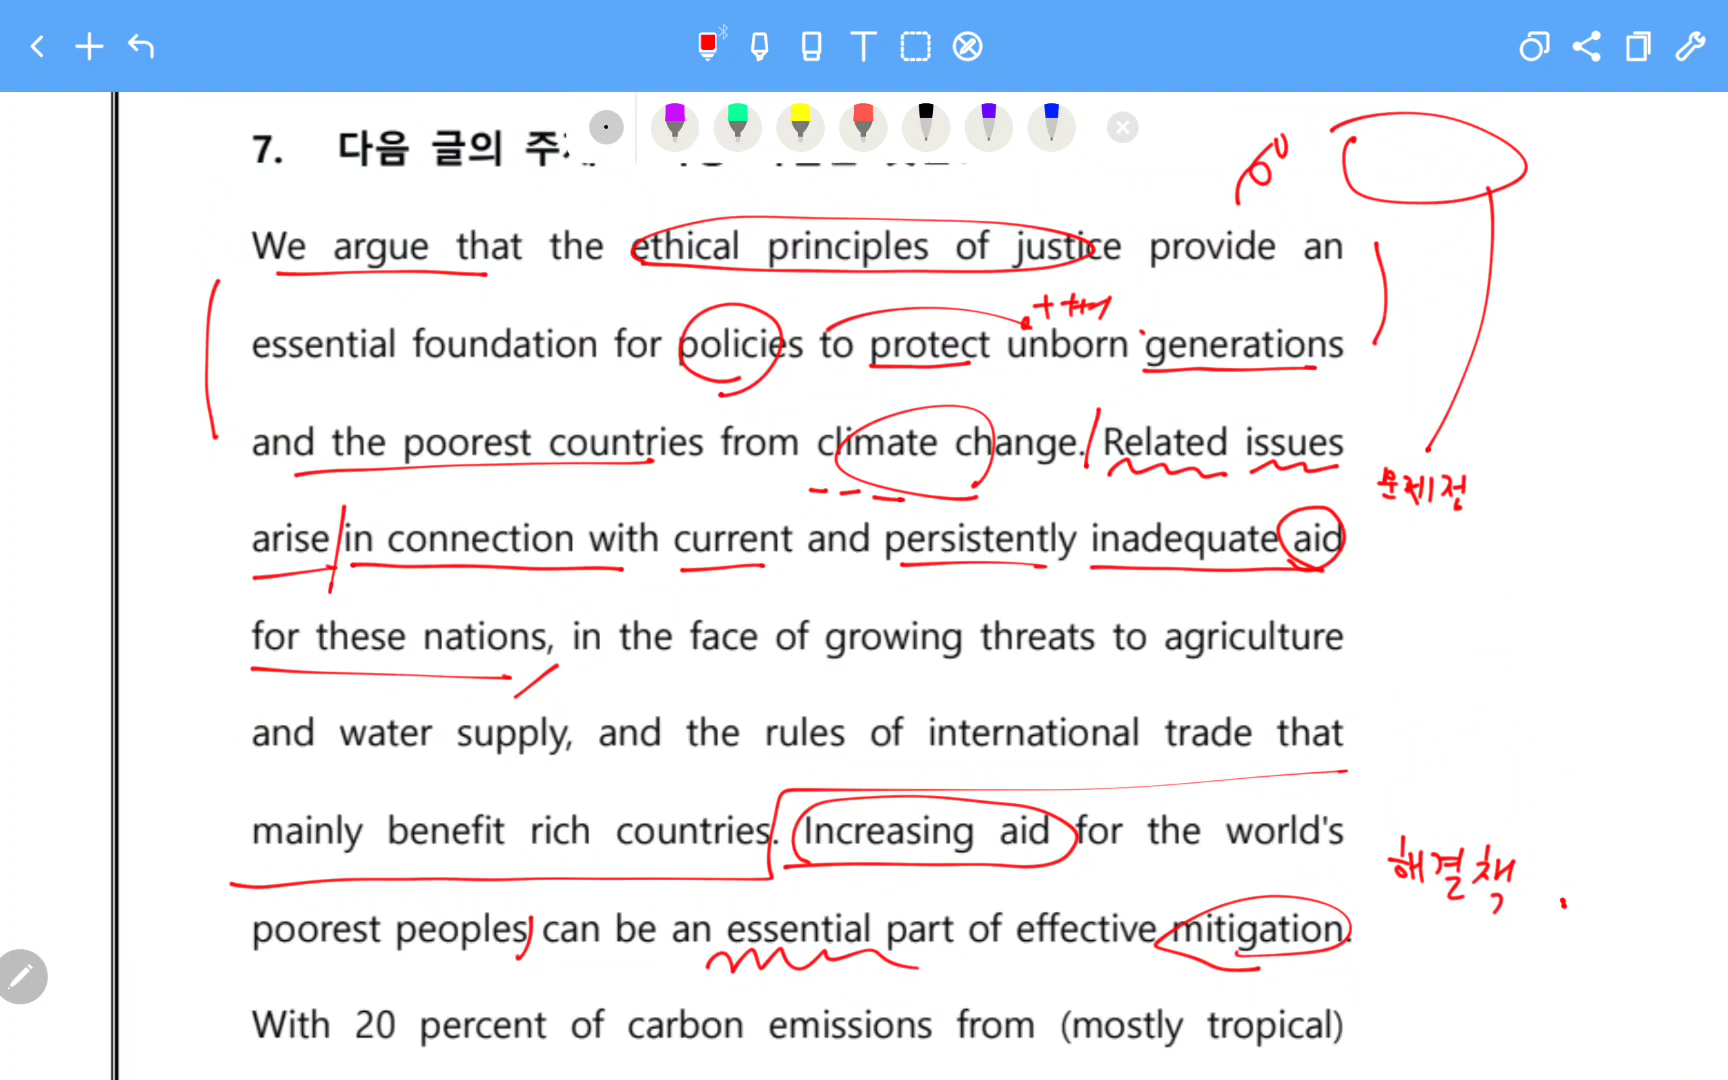 7. 다음 글의
We argue that the ethical principles of justice provide an
essential foundation for policies to protect unborn generations
and the poorest countries from climate change. Related issues
문제점
arise in connection with current and persistently inadequate aid
for these nations, in the face of growing threats to agriculture
and water supply, and the rules of international trade that
mainly benefit rich countries. Increasing aid for the world's
해결책
poorest peoples can be an essential part of effective mitigation.
With 20 percent of carbon emissions from (mostly tropical)